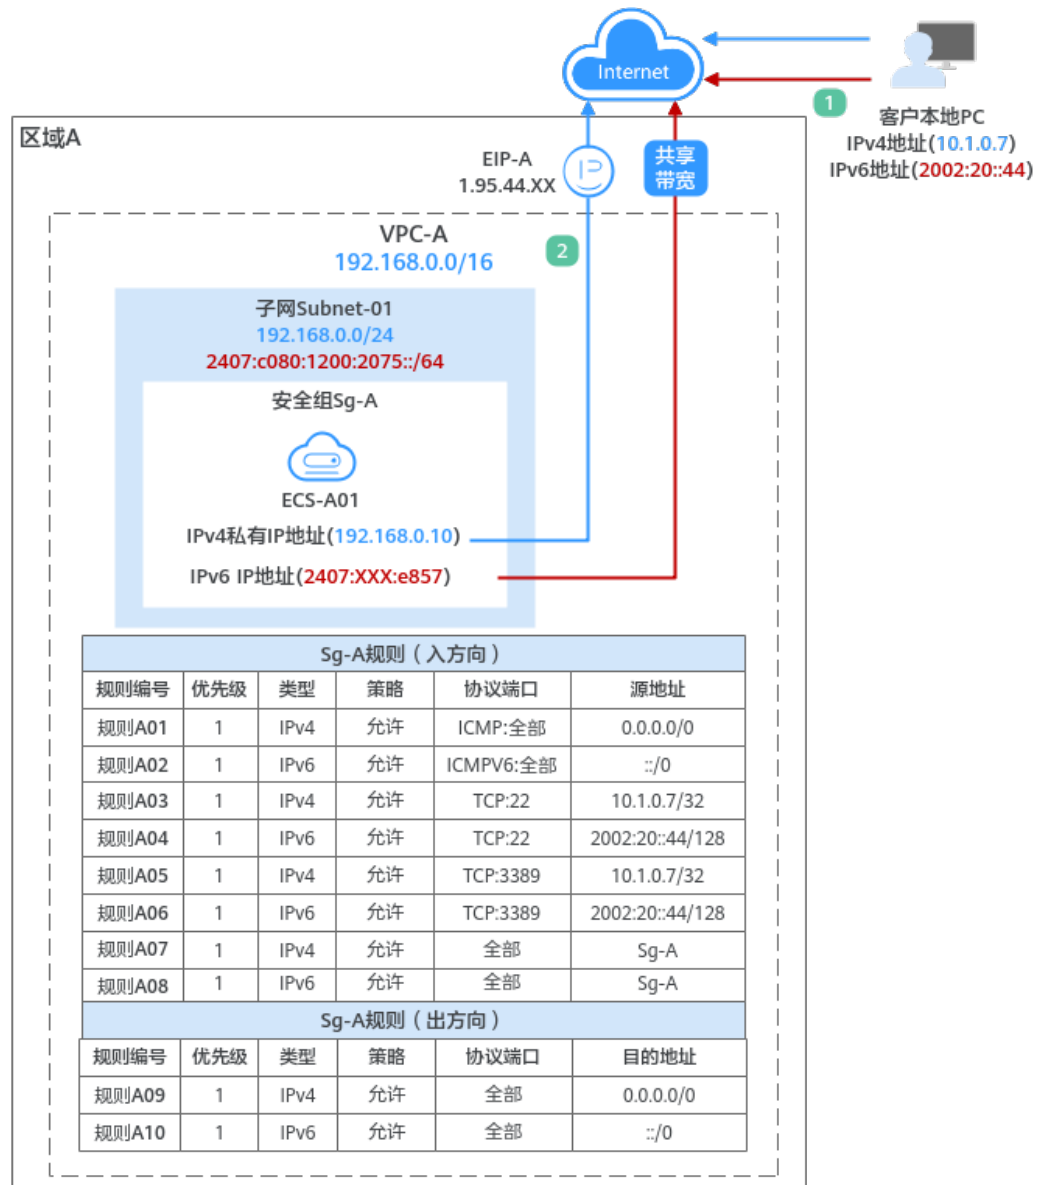 Internet
1
客户本地PC
IPv4地址(10.1.0.7)
IPv6地址(2002:20::44)
区域A
EIP-A
1.95.44.XX
共享
带宽
VPC-A
192.168.0.0/16
2
子网Subnet-01
192.168.0.0/24
2407:c080:1200:2075::/64
安全组Sg-A
ECS-A01
IPv4私有IP地址(192.168.0.10)
IPv6 IP地址(2407:XXX:e857)
Sg-A规则（入方向）
规则编号 优先级 类型 策略 协议端口 源地址
规则A01 1 IPv4 允许 ICMP:全部 0.0.0.0/0
规则A02 1 IPv6 允许 ICMPV6:全部 ::/0
规则A03 1 IPv4 允许 TCP:22 10.1.0.7/32
规则A04 1 IPv6 允许 TCP:22 2002:20::44/128
规则A05 1 IPv4 允许 TCP:3389 10.1.0.7/32
规则A06 1 IPv6 允许 TCP:3389 2002:20::44/128
规则A07 1 IPv4 允许 全部 Sg-A
规则A08 1 IPv6 允许 全部 Sg-A
Sg-A规则（出方向）
规则编号 优先级 类型 策略 协议端口 目的地址
规则A09 1 IPv4 允许 全部 0.0.0.0/0
规则A10 1 IPv6 允许 全部 ::/0